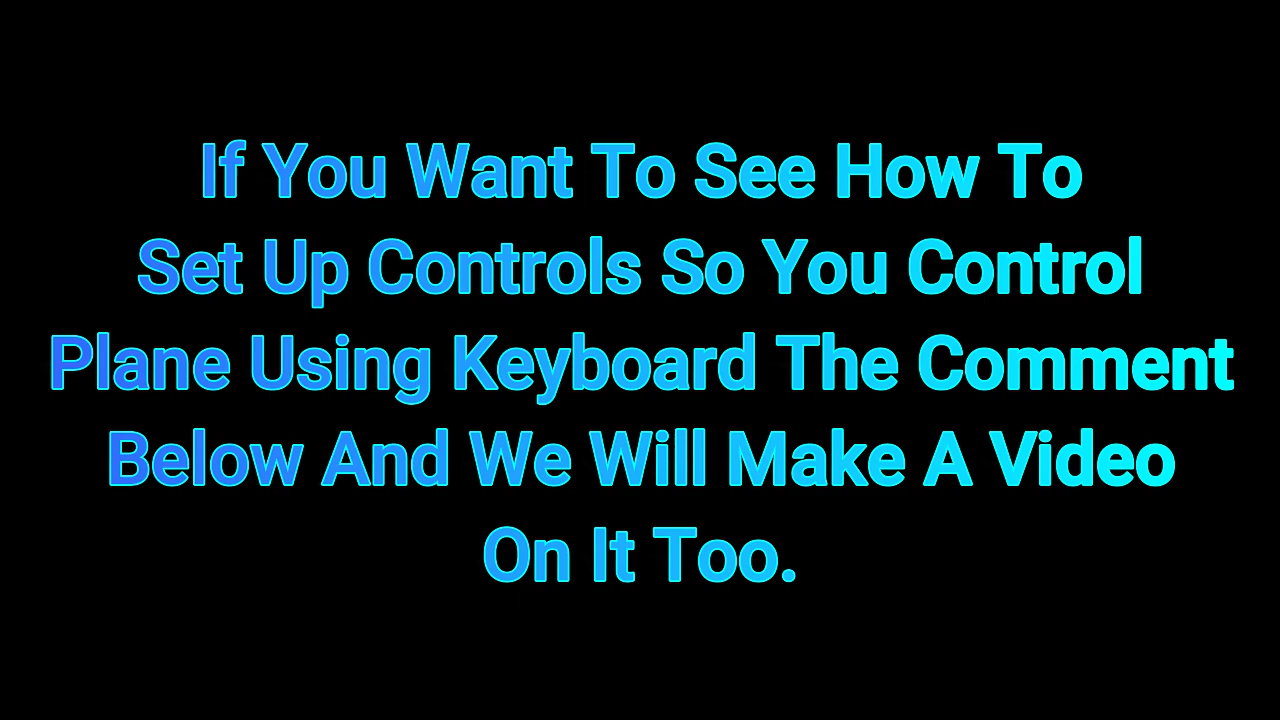 If You Want To See How To
Set Up Controls So You Control
Plane Using Keyboard The Comment
Below And We Will Make A Video
On It Too.